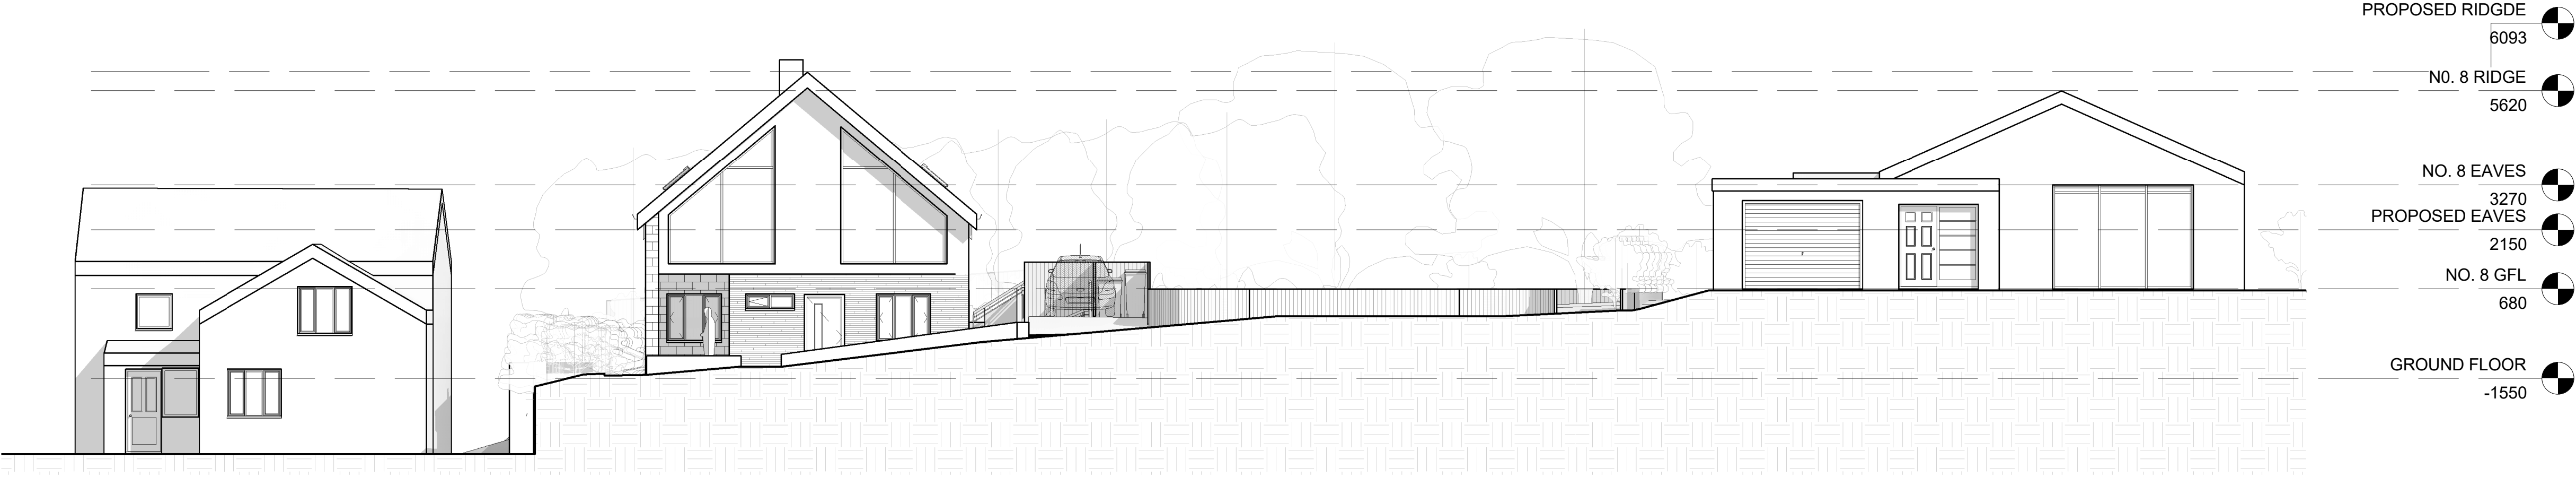 PROPOSED RIDGDE
6093
N0. 8 RIDGE
5620
NO. 8 EAVES
3270
PROPOSED EAVES
2150
NO. 8 GFL
680
GROUND FLOOR
-1550